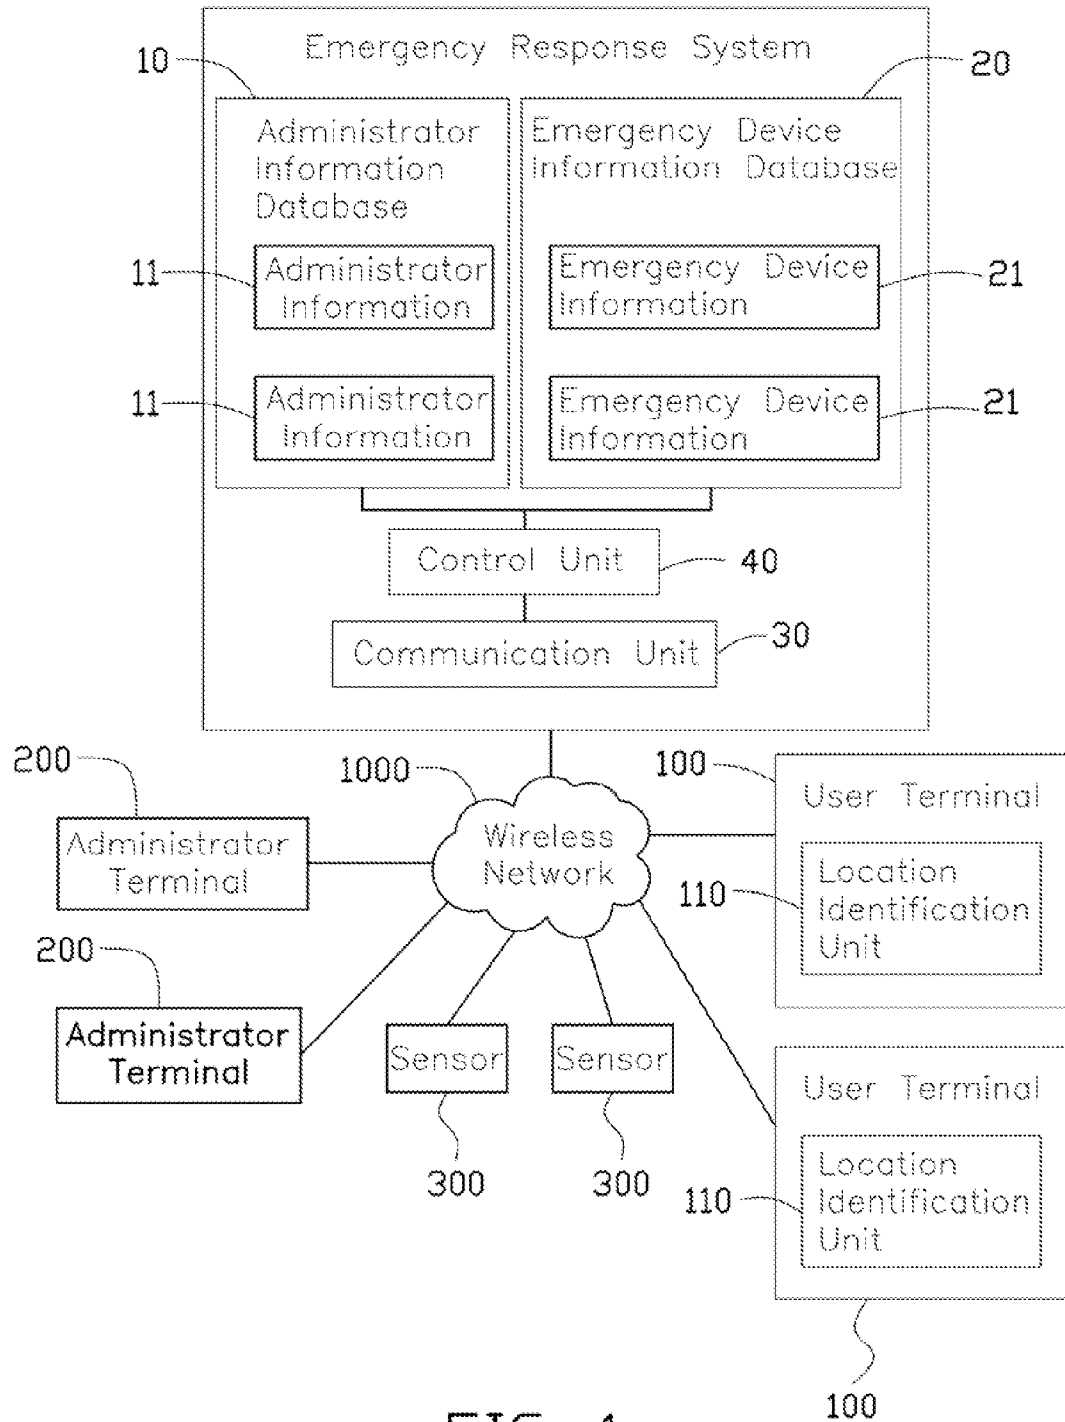 Emergency Response System
10
20
Administrator
Information
Database
Emergency Device
Information Database
11
Administrator
Information
Emergency Device
Information
21
11
Administrator
Information
Emergency Device
Information
21
Control Unit
40
Communication Unit
30
200
1000
100
Administrator
Terminal
Wireless
Network
User Terminal
110
Location
Identification
Unit
200
Administrator
Terminal
Sensor
Sensor
300
300
User Terminal
110
Location
Identification
Unit
100